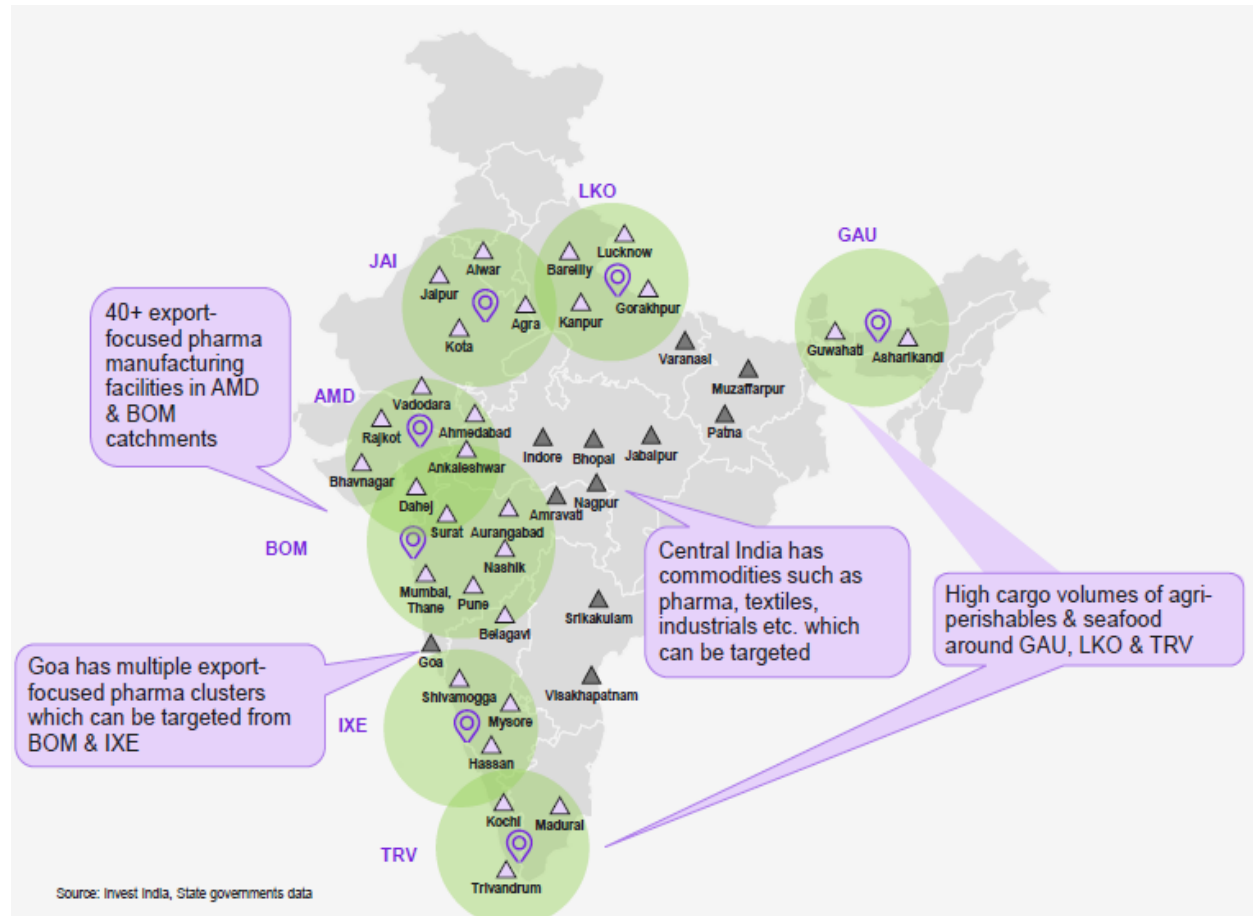 LKO
GAU
JAI
Lucknow
Bareilly
Alwar
Jaipur
Gorakhpur
Kanpur
Agra
Kota
Guwahati
Asharikandi
40+ export-
focused pharma
manufacturing
facilities in AMD
& BOM
catchments
Varanasi
Muzaffarpur
Patna
AMD
Vadodara
Rajkot
Ahmedabad
Indore
Bhopal
Jabalpur
Ankaleshwar
Bhavnagar
Nagpur
Amravati
Dahej
Surat
Aurangabad
BOM
Nashik
Mumbai,
Thane
Pune
Belagavi
Central India has
commodities such as
pharma, textiles,
industrials etc. which
can be targeted
High cargo volumes of agri-
perishables & seafood
around GAU, LKO & TRV
Srikakulam
Goa
Goa has multiple export-
focused pharma clusters
which can be targeted from
BOM & IXE
Visakhapatnam
Shivamogga
IXE
Mysore
Hassan
Kochi
Madurai
TRV
Trivandrum
Source: Invest India, State governments data